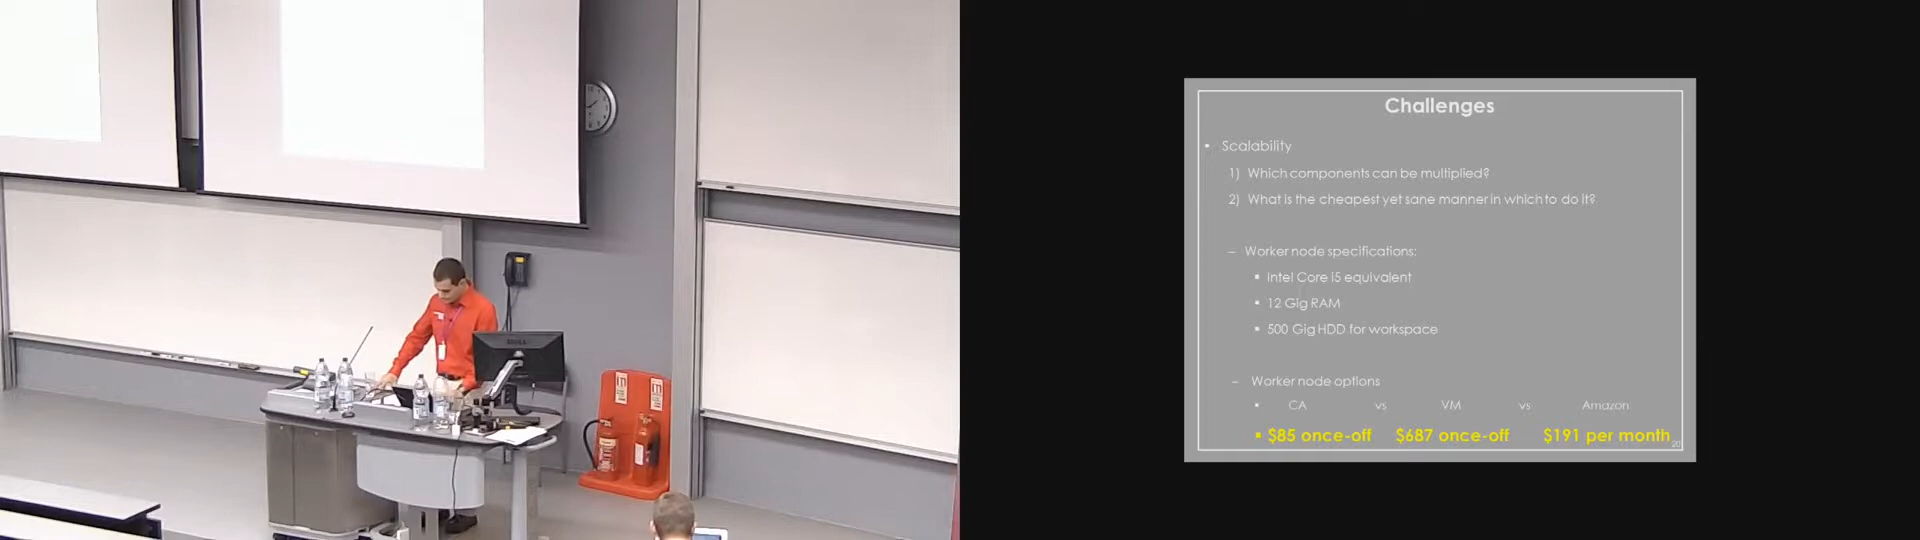 Challenges
• Scalability
1) Which components can be multiplied?
2) What is the cheapest yet sane manner in which to do it?
– Worker node specifications:
▪ Intel Core i5 equivalent
▪ 12 Gig RAM
▪ 500 Gig HDD for workspace
– Worker node options
▪ CA vs VM vs Amazon
▪ $85 once-off $687 once-off $191 per month
20
DELL